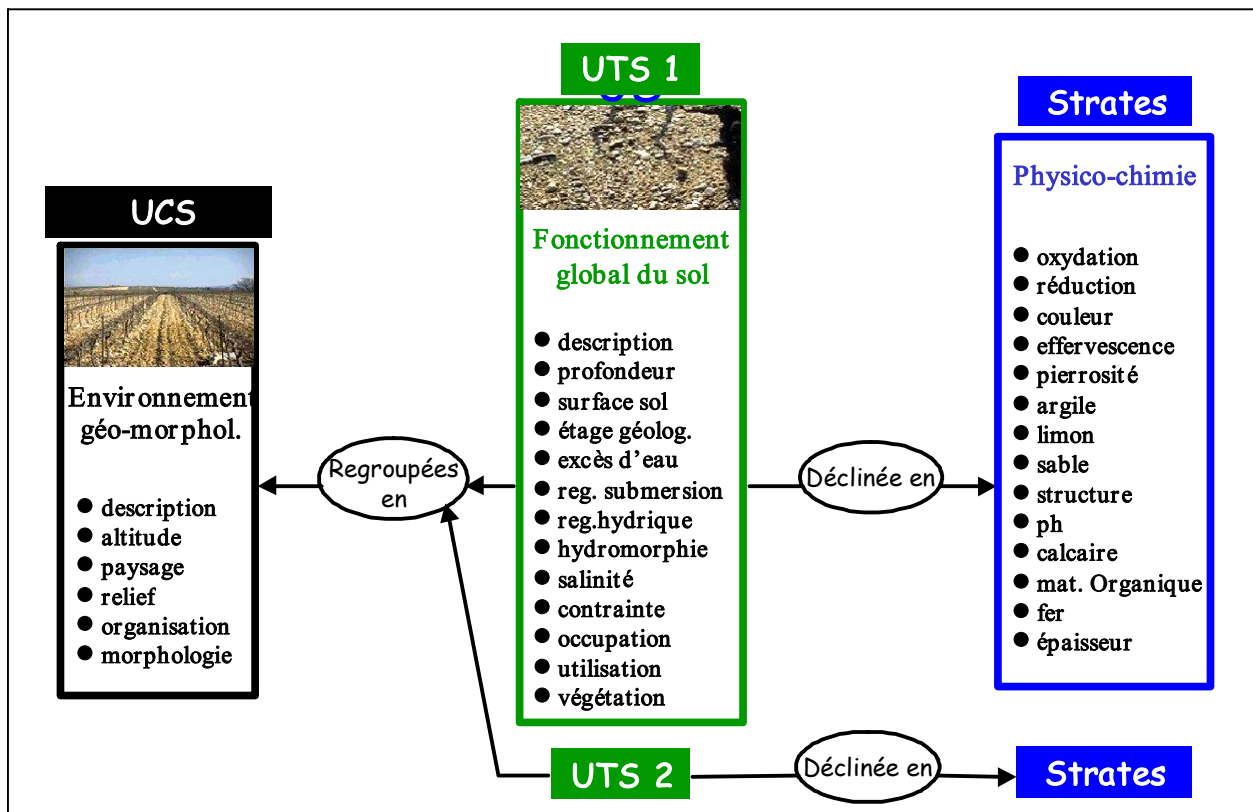 UCS
Environnement
géo-morphol.
● description
● altitude
● paysage
● relief
● organisation
● morphologie
Regroupées
en
UTS 1
Fonctionnement
global du sol
● description
● profondeur
● surface sol
● étage géolog.
● excès d'eau
● reg. submersion
● reg.hydrique
● hydromorphie
● salinité
● contrainte
● occupation
● utilisation
● végétation
Déclinée en
Strates
Physico-chimie
● oxydation
● réduction
● couleur
● effervescence
● pierrosité
● argile
● limon
● sable
● structure
● ph
● calcaire
● mat. Organique
● fer
● épaisseur
UTS 2
Déclinée en
Strates